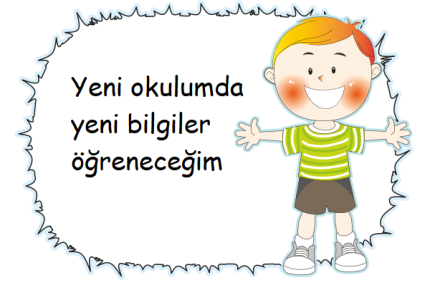 Yeni okulumda
yeni bilgiler
öğreneceğim